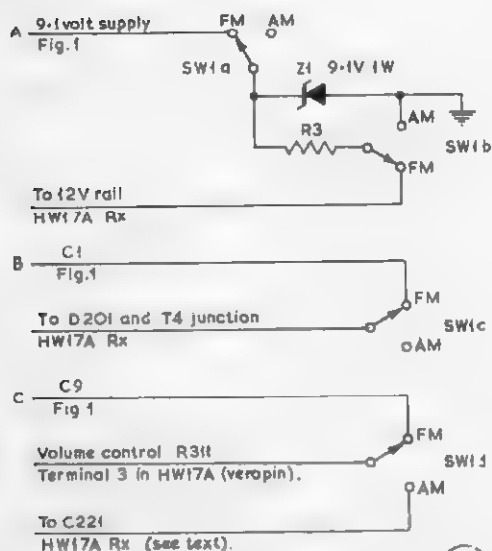 FM AM
A 9·1volt supply
Fig.1
SW1a
Z1 9·1V 1W
AM
R3
SW1b
FM
To 12V rail
HW17A Rx
B C1
Fig.1
FM
To D201 and T4 junction
HW17A Rx
SW1c
AM
C C9
Fig 1
FM
Volume control R311
Terminal 3 in HW17A (veropin).
SW1d
AM
To C221
HW17A Rx (see text).